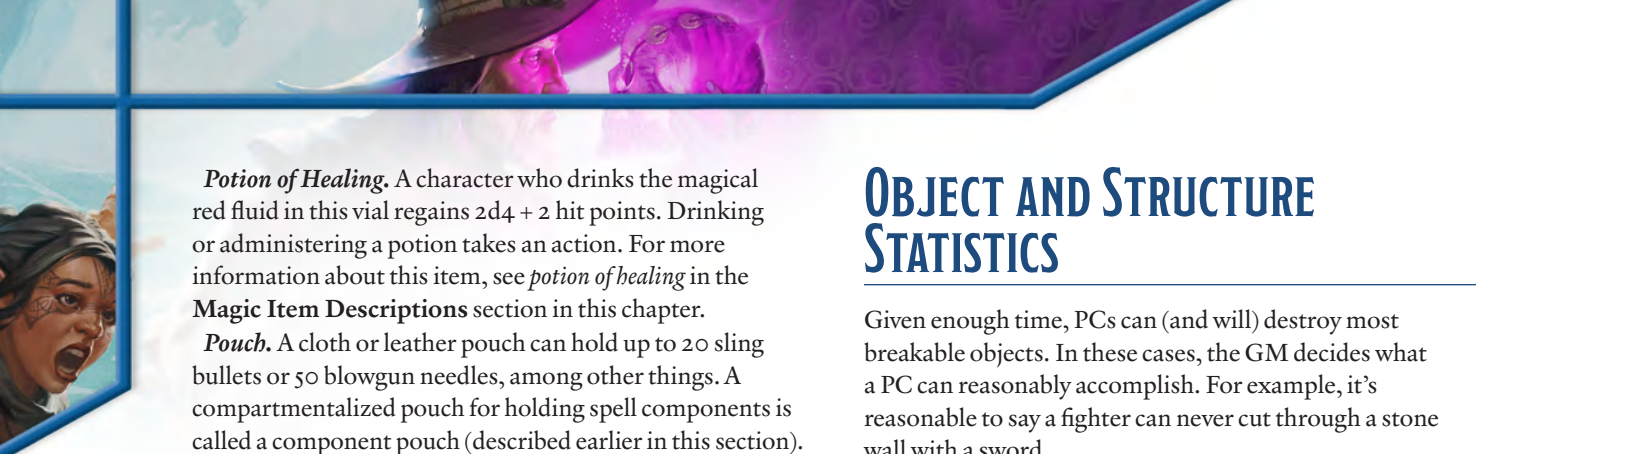 Potion of Healing. A character who drinks the magical
red fluid in this vial regains 2d4 + 2 hit points. Drinking
or administering a potion takes an action. For more
information about this item, see potion of healing in the
Magic Item Descriptions section in this chapter.
Pouch. A cloth or leather pouch can hold up to 20 sling
bullets or 50 blowgun needles, among other things. A
compartmentalized pouch for holding spell components is
called a component pouch (described earlier in this section).
Object and Structure
Statistics
Given enough time, PCs can (and will) destroy most
breakable objects. In these cases, the GM decides what
a PC can reasonably accomplish. For example, it's
reasonable to say a fighter can never cut through a stone
wall with a sword